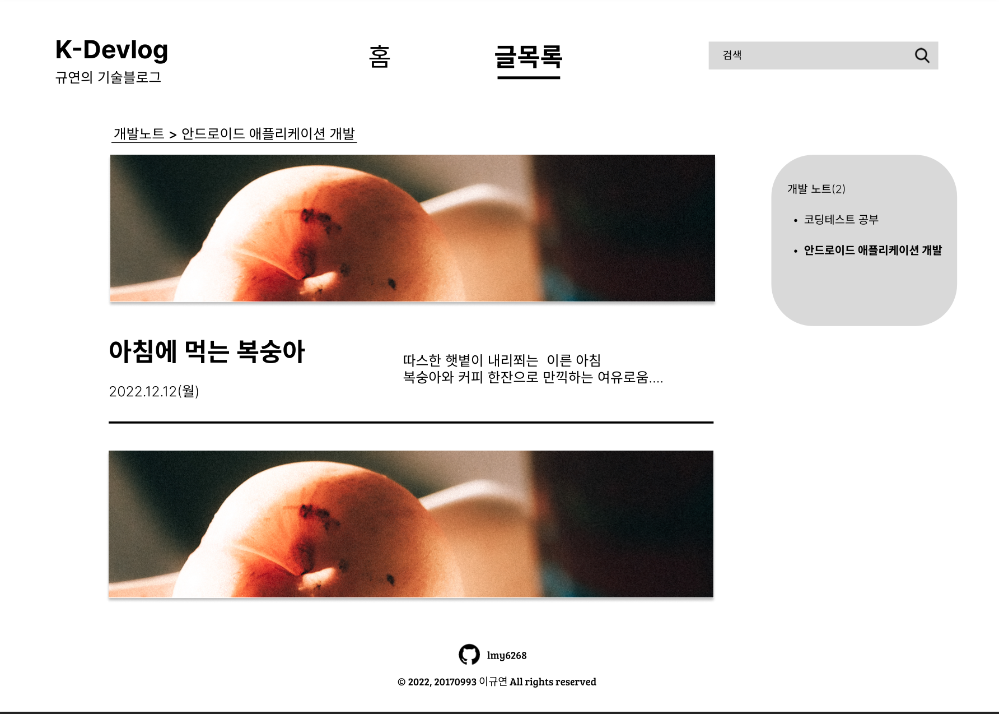 K-Devlog
규연의 기술블로그
홈
글목록
검색
개발노트 > 안드로이드 애플리케이션 개발
개발 노트(2)
• 코딩테스트 공부
• 안드로이드 애플리케이션 개발
아침에 먹는 복숭아
2022.12.12(월)
따스한 햇볕이 내리쬐는  이른 아침
복숭아와 커피 한잔으로 만끽하는 여유로움....
lmy6268
© 2022, 20170993 이규연 All rights reserved